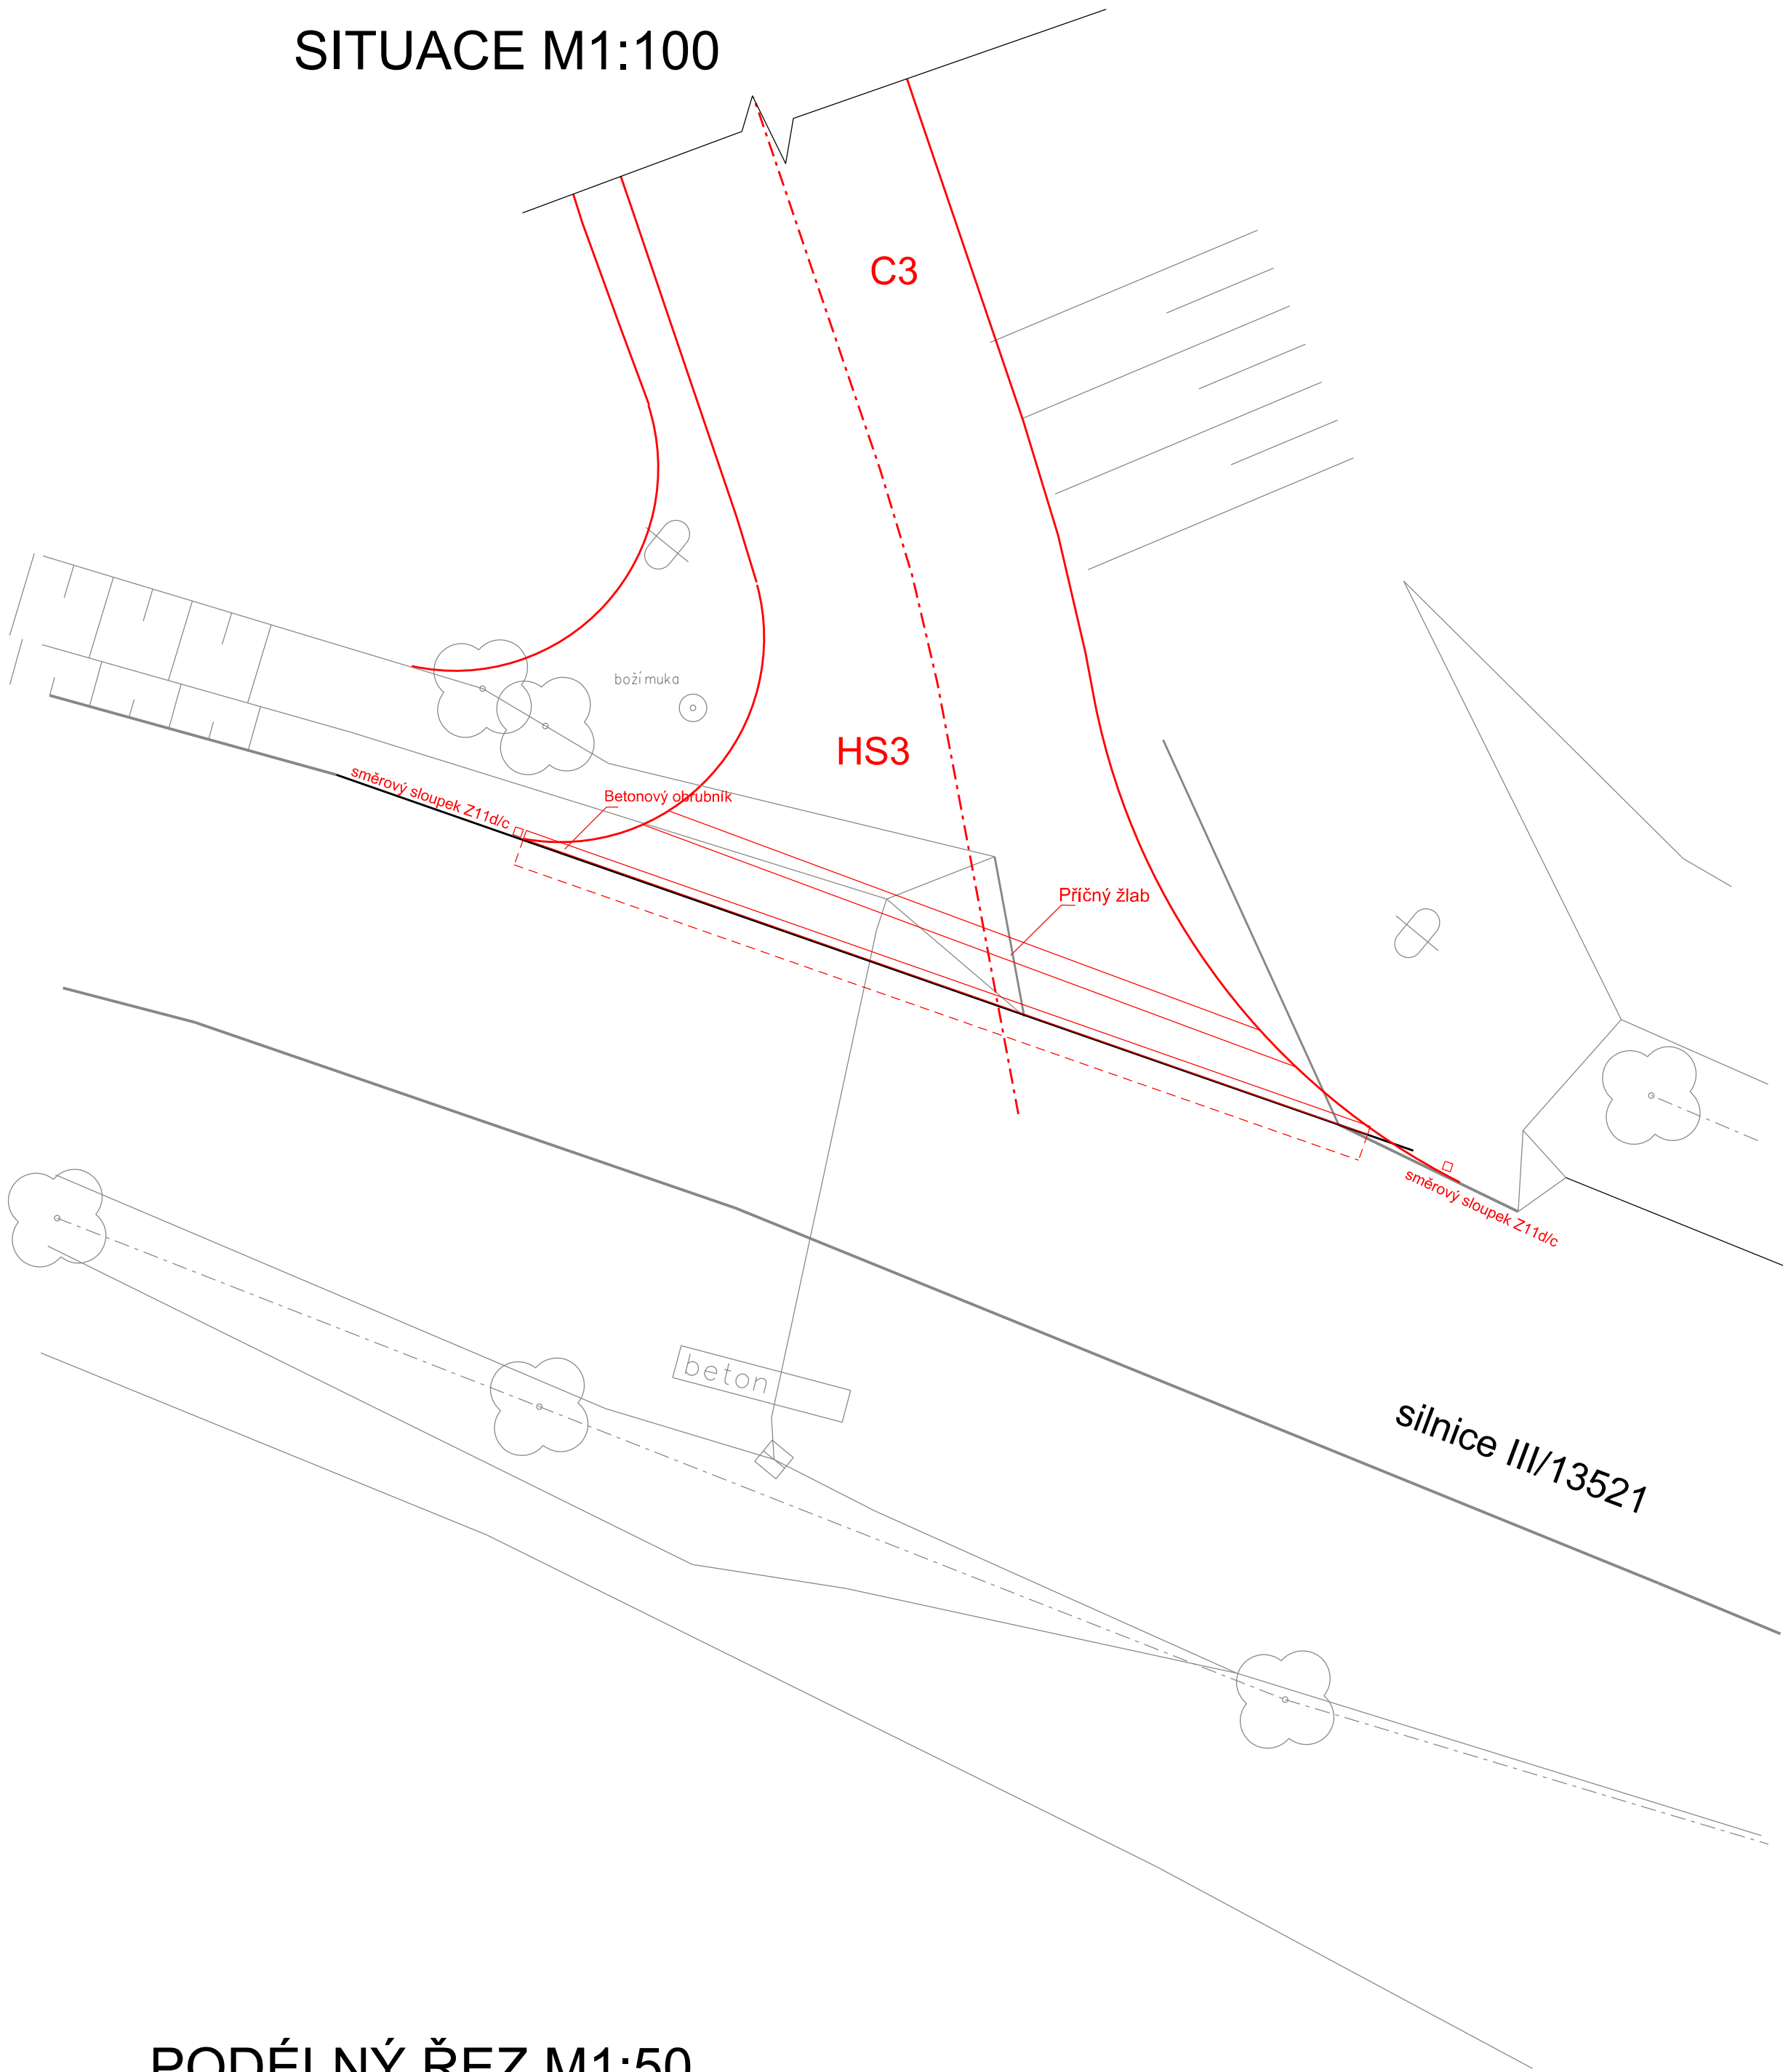 SITUACE M1:100
C3
boží muka
HS3
směrový sloupek Z11d/c
Betonový obrubník
Příčný žlab
směrový sloupek Z11d/c
beton
silnice III/13521
PODÉLNÝ ŘEZ M1:50